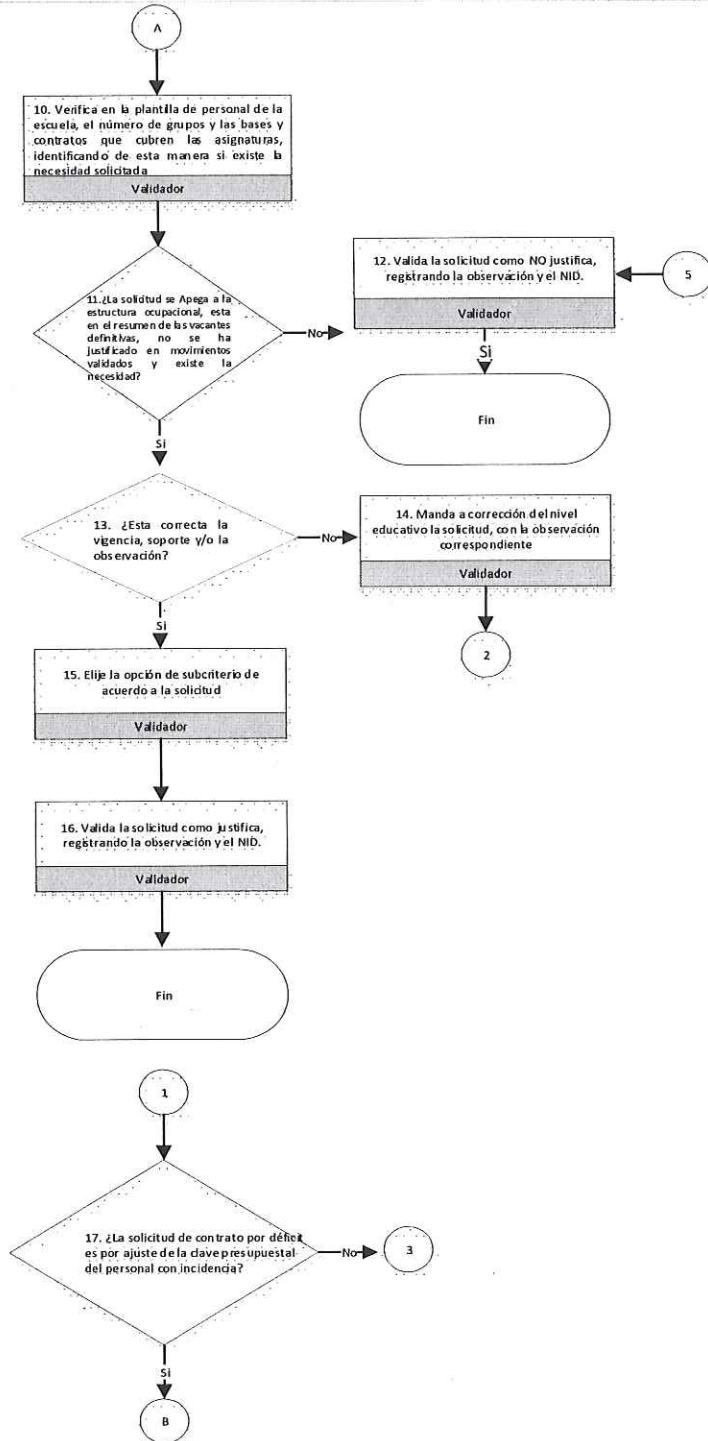 A
10. Verifica en la plantilla de personal de la
escuela, el número de grupos y las bases y
contratos que cubren las asignaturas,
identificando de esta manera si existe la
necesidad solicitada
Validador
11.¿La solicitud se Apega a la
estructura ocupacional, esta
en el resumen de las vacantes
definitivas, no se ha
justificado en movimientos
validados y existe la
necesidad?
No
12. Valida la solicitud como NO justifica,
registrando la observación y el NID.
Validador
5
Si
Fin
Si
13. ¿Esta correcta la
vigencia, soporte y/o la
observación?
No
14. Manda a corrección del nivel
educativo la solicitud, con la observación
correspondiente
Validador
2
Si
15. Elije la opción de subcriterio de
acuerdo a la solicitud
Validador
16. Valida la solicitud como justifica,
registrando la observación y el NID.
Validador
Fin
1
17. ¿La solicitud de contrato por déficit
es por ajuste de la clave presupuestal
del personal con incidencia?
No
3
Si
B